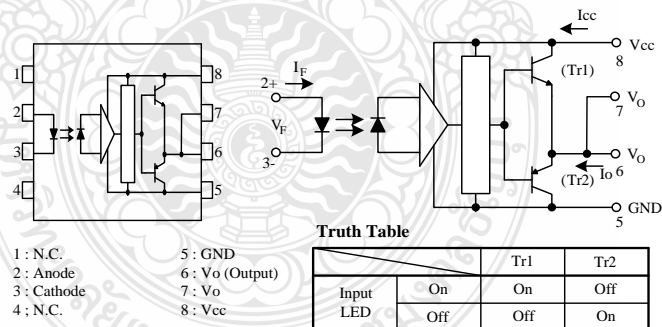 1
2
3
4
8
7
6
5
2+
IF
VF
3-
Icc
Vcc
8
(Tr1)
VO
7
VO
Io
6
(Tr2)
GND
5
1 : N.C.
2 : Anode
3 : Cathode
4 ; N.C.
5 : GND
6 : Vo (Output)
7 : Vo
8 : Vcc
Truth Table
Tr1 Tr2
Input LED On On Off
Off Off On